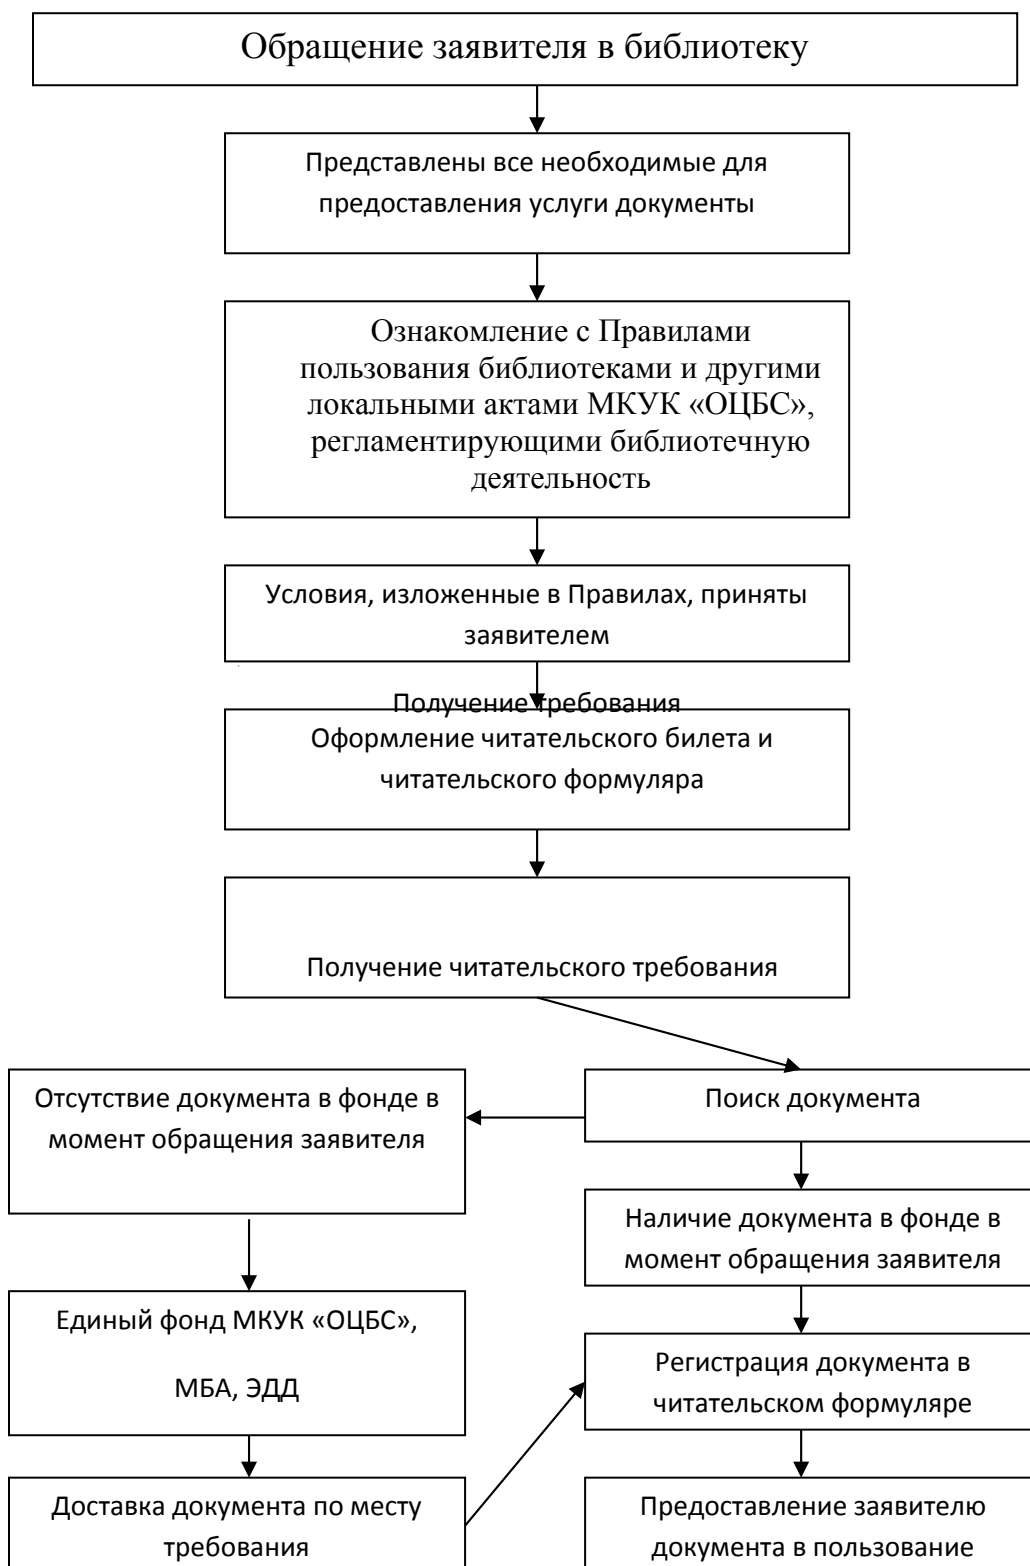 Обращение заявителя в библиотеку
Представлены все необходимые для
предоставления услуги документы
Ознакомление с Правилами
пользования библиотеками и другими
локальными актами МКУК «ОЦБС»,
регламентирующими библиотечную
деятельность
Условия, изложенные в Правилах, приняты
заявителем
Получение требования
Оформление читательского билета и
читательского формуляра
Получение читательского требования
Отсутствие документа в фонде в
момент обращения заявителя
Поиск документа
Наличие документа в фонде в
момент обращения заявителя
Единый фонд МКУК «ОЦБС»,
МБА, ЭДД
Регистрация документа в
читательском формуляре
Доставка документа по месту
требования
Предоставление заявителю
документа в пользование